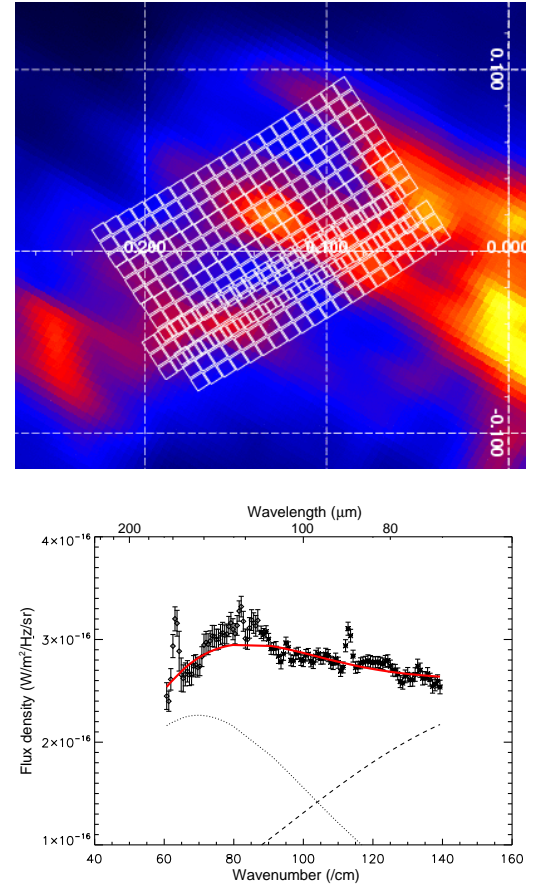 0.100
0.200 0.100 0.000
-0.100
Wavelength (μm)
200 100 80
4×10⁻¹⁶
3×10⁻¹⁶
2×10⁻¹⁶
1×10⁻¹⁶
Flux density (W/m²/Hz/sr)
40 60 80 100 120 140 160
Wavenumber (/cm)